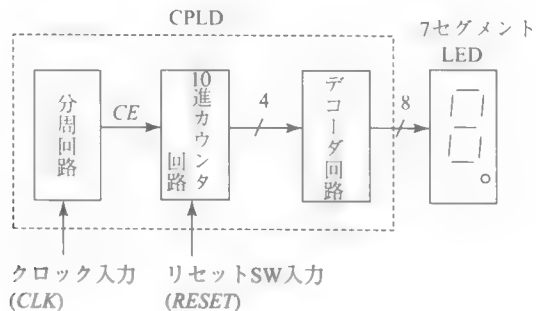 CPLD
7セグメント
LED
分周回路
CE
10進カウンタ
回路
4
デコーダ回路
8
クロック入力
(CLK)
リセットSW入力
(RESET)